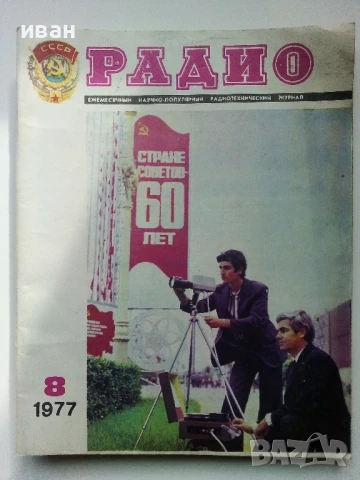 иван
СССР
РАДИО
ЕЖЕМЕСЯЧНЫЙ НАУЧНО-ПОПУЛЯРНЫЙ РАДИОТЕХНИЧЕСКИЙ ЖУРНАЛ
СТРАНЕ
СОВЕТОВ-
60
ЛЕТ
8
1977
BAZAR